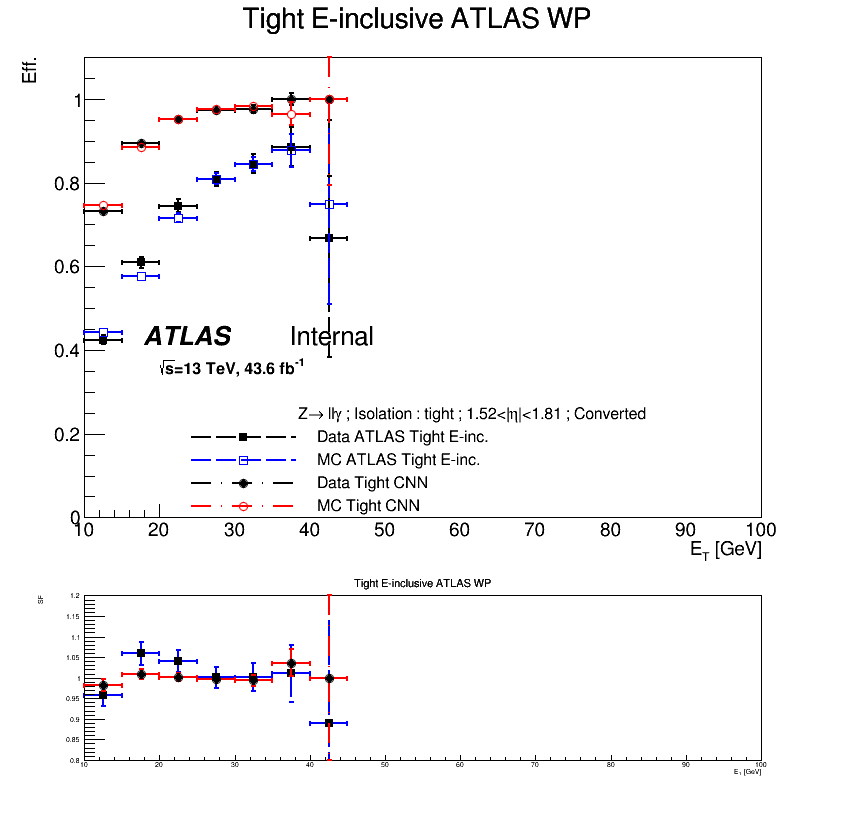 Tight E-inclusive ATLAS WP
Eff.
1
0.8
0.6
0.4
0.2
0
ATLAS Internal
√s=13 TeV, 43.6 fb⁻¹
Z→ llγ ; Isolation : tight ; 1.52<|η|<1.81 ; Converted
Data ATLAS Tight E-inc.
MC ATLAS Tight E-inc.
Data Tight CNN
MC Tight CNN
10 20 30 40 50 60 70 80 90 100
E_T [GeV]
Tight E-inclusive ATLAS WP
SF
1.2
1.15
1.1
1.05
1
0.95
0.9
0.85
0.8
10 20 30 40 50 60 70 80 90 100
E_T [GeV]